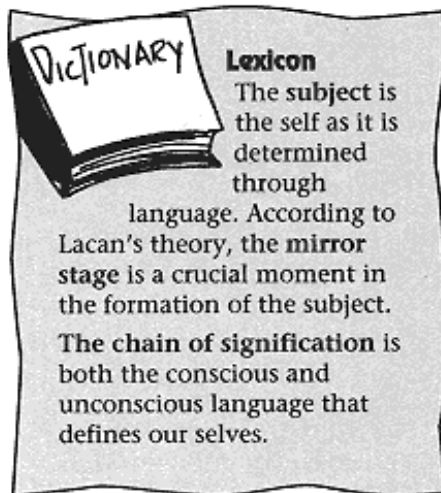 DICTIONARY
Lexicon
The subject is
the self as it is
determined
through
language. According to
Lacan's theory, the mirror
stage is a crucial moment in
the formation of the subject.
The chain of signification is
both the conscious and
unconscious language that
defines our selves.